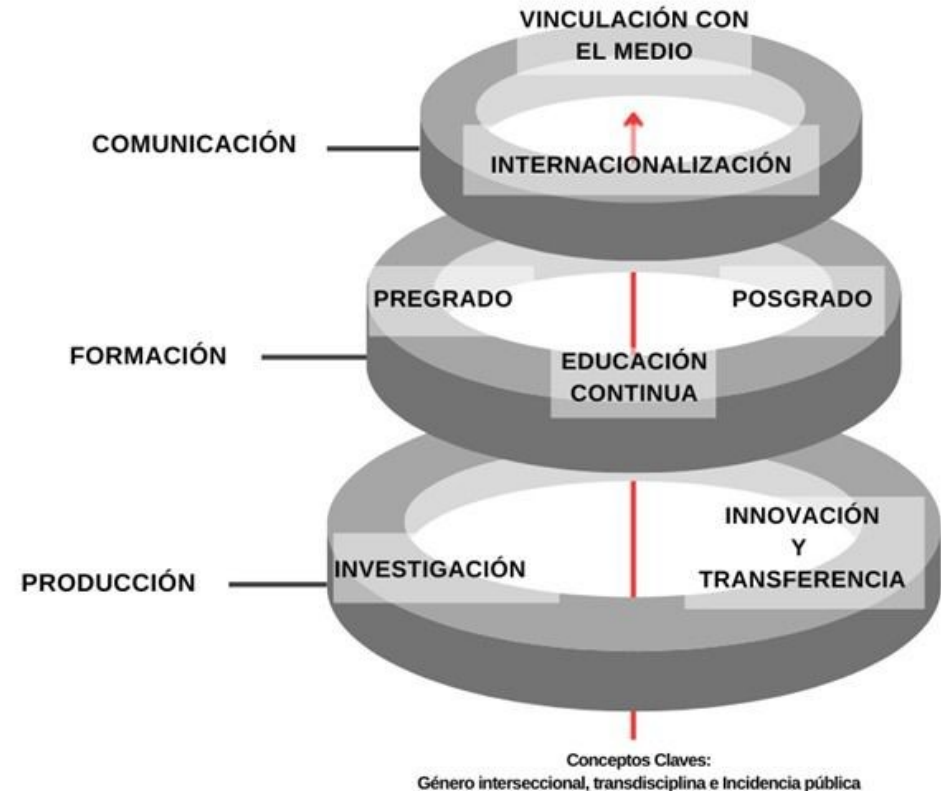 VINCULACIÓN CON
EL MEDIO
COMUNICACIÓN
INTERNACIONALIZACIÓN
PREGRADO
POSGRADO
FORMACIÓN
EDUCACIÓN
CONTINUA
INNOVACIÓN
Y
TRANSFERENCIA
INVESTIGACIÓN
PRODUCCIÓN
Conceptos Claves:
Género interseccional, transdisciplina e Incidencia pública